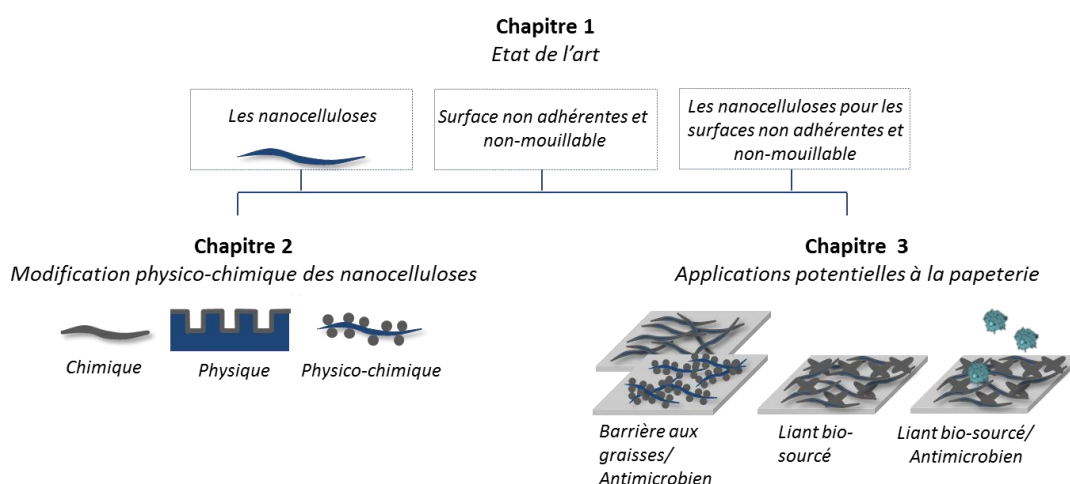 Chapitre 1
Etat de l’art
Les nanocelluloses
Surface non adhérentes et
non-mouillable
Les nanocelluloses pour les
surfaces non adhérentes et
non-mouillable
Chapitre 2
Modification physico-chimique des nanocelluloses
Chimique
Physique
Physico-chimique
Chapitre 3
Applications potentielles à la papeterie
Barrière aux
graisses/
Antimicrobien
Liant bio-
sourcé
Liant bio-sourcé/
Antimicrobien